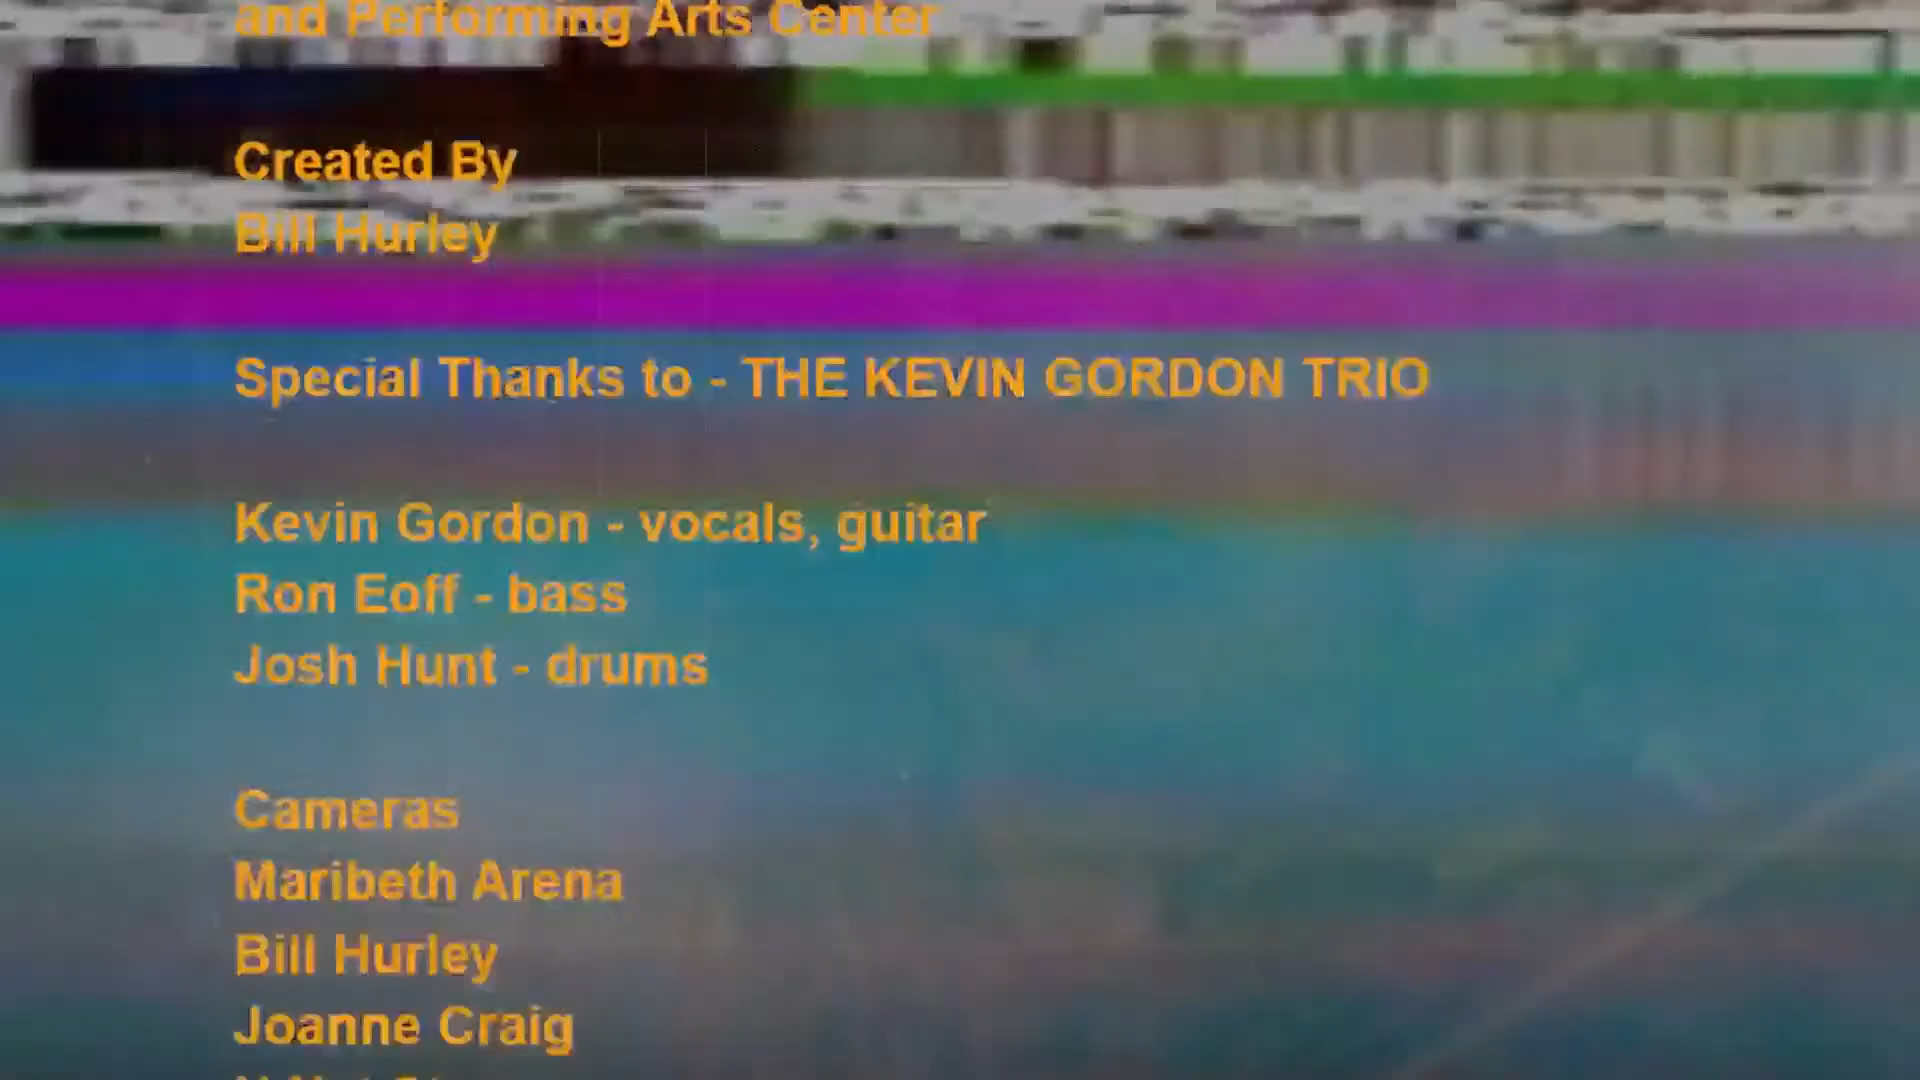 and Performing Arts Center
Created By
Bill Hurley
Special Thanks to - THE KEVIN GORDON TRIO
Kevin Gordon - vocals, guitar
Ron Eoff - bass
Josh Hunt - drums
Cameras
Maribeth Arena
Bill Hurley
Joanne Craig